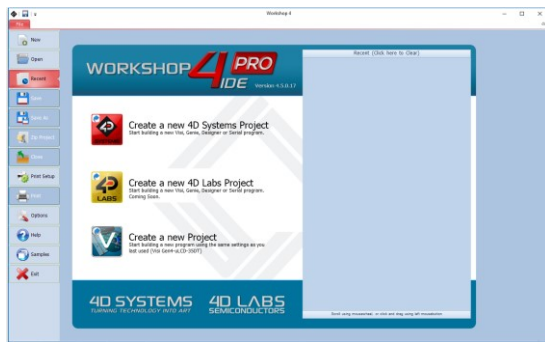 Workshop 4
File
New
Open
Recent
Save
Save As
Zip Project
Close
Print Setup
Print
Options
Help
Samples
Exit
WORKSHOP 4 PRO
IDE Version 4.5.0.17
Create a new 4D Systems Project
Start building a new Visi, Genie, Designer or Serial program.
Create a new 4D Labs Project
Start building a new Visi, Genie, Designer or Serial program.
Coming Soon.
Create a new Project
Start building a new program using the same settings as you
last used (Visi Genie-uLCD-35DT)
4D SYSTEMS
TURNING TECHNOLOGY INTO ART
4D LABS
SEMICONDUCTORS
Recent (Click here to Clear)
Scroll using mousewheel, or click and drag using left mousebutton